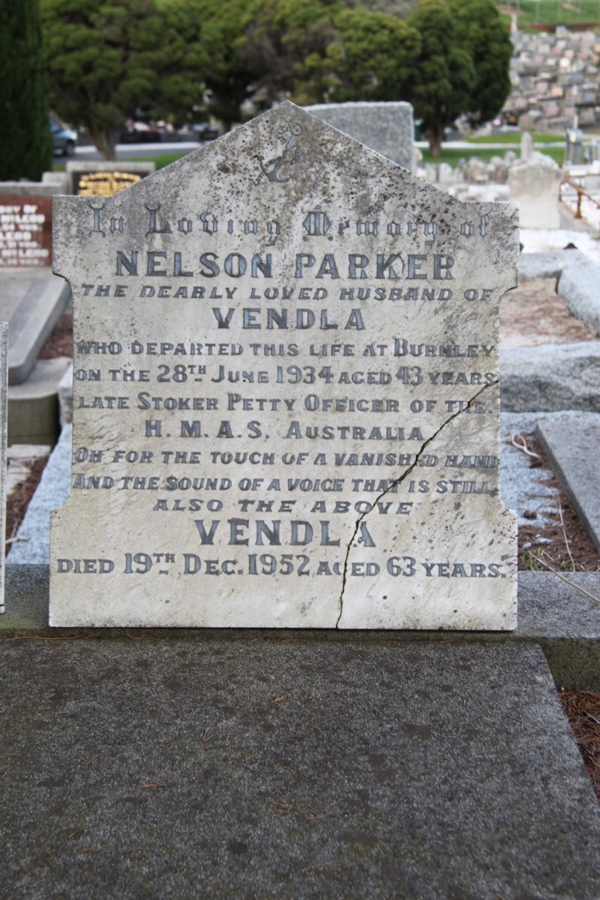 In Loving Memory of
NELSON PARKER
THE DEARLY LOVED HUSBAND OF
VENDLA
WHO DEPARTED THIS LIFE AT BURNLEY
ON THE 28TH JUNE 1934 AGED 43 YEARS
LATE STOKER PETTY OFFICER OF THE
H.M.A.S. AUSTRALIA
OH FOR THE TOUCH OF A VANISHED HAND
AND THE SOUND OF A VOICE THAT IS STILL.
ALSO THE ABOVE
VENDLA
DIED 19TH DEC. 1952 AGED 63 YEARS.